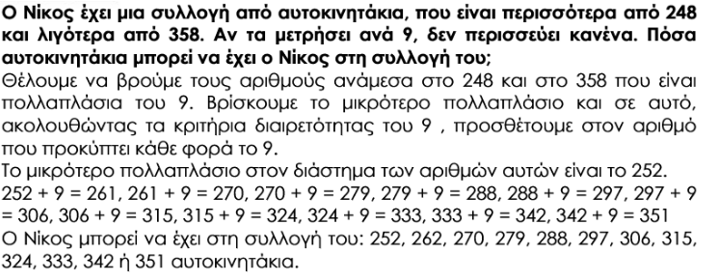 Ο Νίκος έχει μια συλλογή από αυτοκινητάκια, που είναι περισσότερα από 248
και λιγότερα από 358. Αν τα μετρήσει ανά 9, δεν περισσεύει κανένα. Πόσα
αυτοκινητάκια μπορεί να έχει ο Νίκος στη συλλογή του;
Θέλουμε να βρούμε τους αριθμούς ανάμεσα στο 248 και στο 358 που είναι
πολλαπλάσια του 9. Βρίσκουμε το μικρότερο πολλαπλάσιο και σε αυτό,
ακολουθώντας τα κριτήρια διαιρετότητας του 9 , προσθέτουμε στον αριθμό
που προκύπτει κάθε φορά το 9.
Το μικρότερο πολλαπλάσιο στον διάστημα των αριθμών αυτών είναι το 252.
252 + 9 = 261, 261 + 9 = 270, 270 + 9 = 279, 279 + 9 = 288, 288 + 9 = 297, 297 + 9
= 306, 306 + 9 = 315, 315 + 9 = 324, 324 + 9 = 333, 333 + 9 = 342, 342 + 9 = 351
Ο Νίκος μπορεί να έχει στη συλλογή του: 252, 262, 270, 279, 288, 297, 306, 315,
324, 333, 342 ή 351 αυτοκινητάκια.